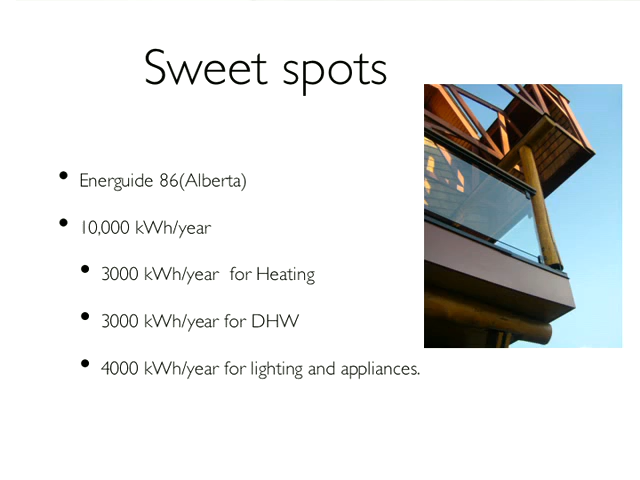 Sweet spots
• Energuide 86(Alberta)
• 10,000 kWh/year
• 3000 kWh/year  for Heating
• 3000 kWh/year for DHW
• 4000 kWh/year for lighting and appliances.